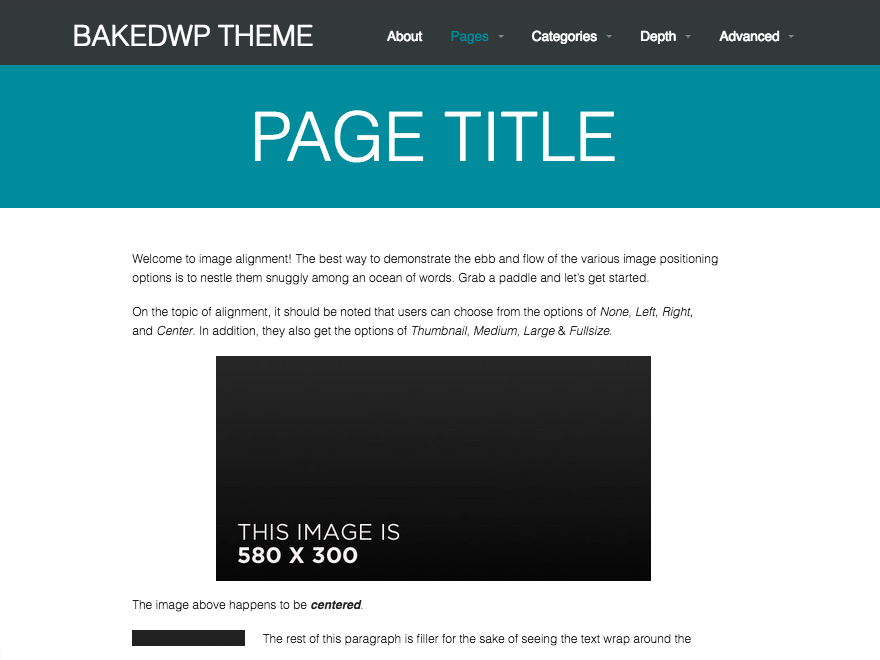 BAKEDWP THEME
About Pages Categories Depth Advanced
PAGE TITLE
Welcome to image alignment! The best way to demonstrate the ebb and flow of the various image positioning
options is to nestle them snuggly among an ocean of words. Grab a paddle and let's get started.
On the topic of alignment, it should be noted that users can choose from the options of None, Left, Right,
and Center. In addition, they also get the options of Thumbnail, Medium, Large & Fullsize.
THIS IMAGE IS
580 X 300
The image above happens to be centered.
The rest of this paragraph is filler for the sake of seeing the text wrap around the